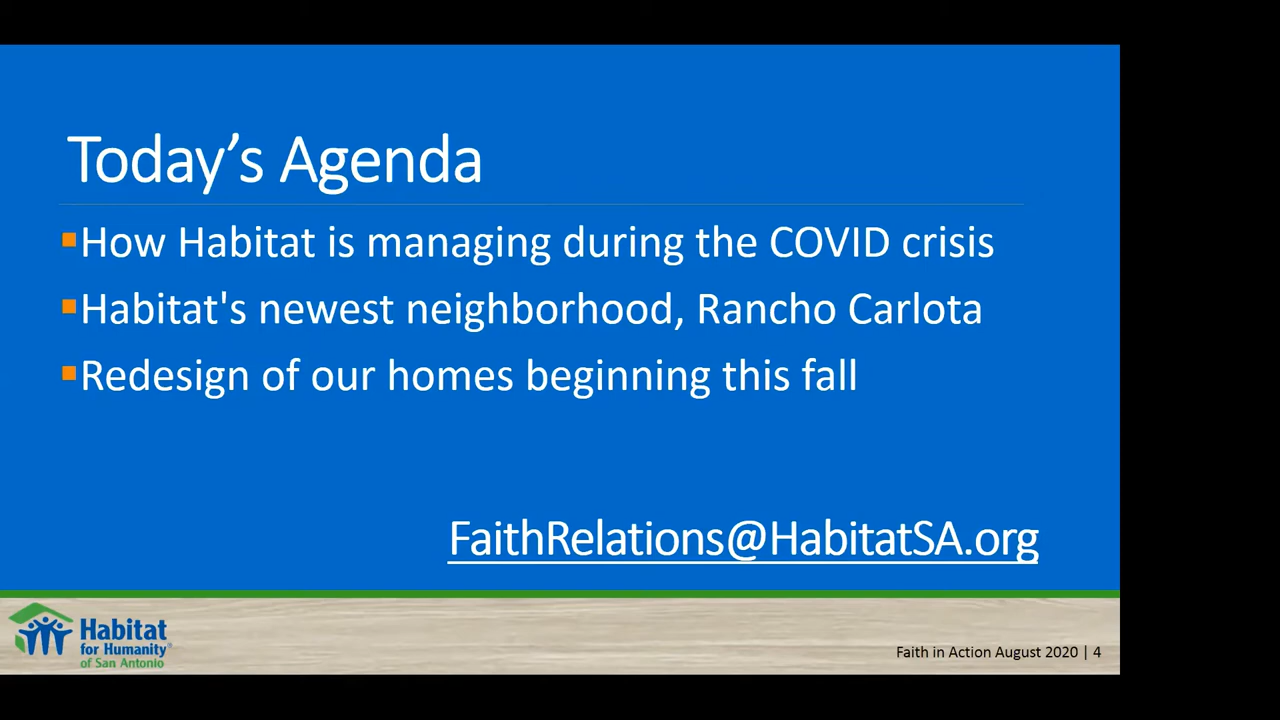 Today’s Agenda
How Habitat is managing during the COVID crisis
Habitat's newest neighborhood, Rancho Carlota
Redesign of our homes beginning this fall
FaithRelations@HabitatSA.org
Habitat
for Humanity®
of San Antonio
Faith in Action August 2020 | 4